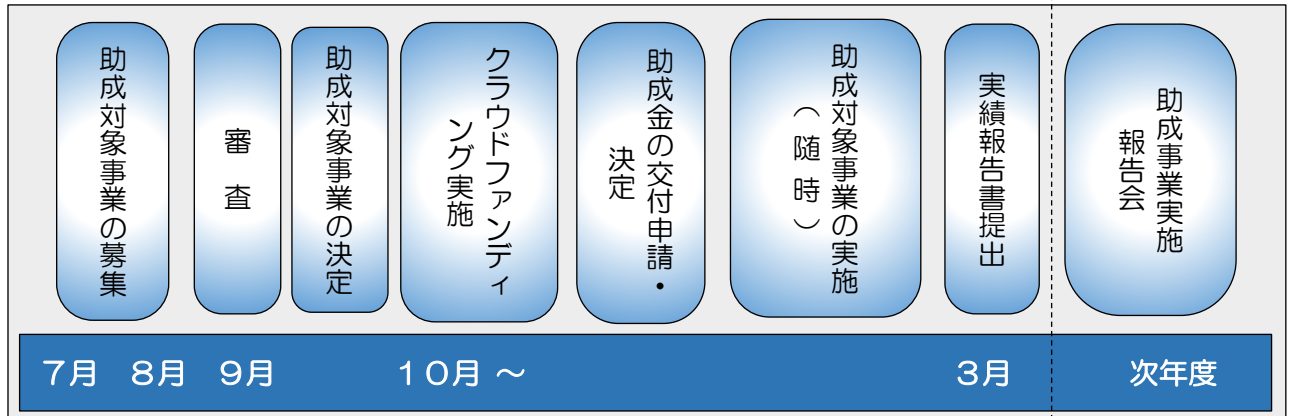 助成対象事業の募集
審査
助成対象事業の決定
クラウドファンディ
ング実施
助成金の交付申請・
決定
助成対象事業の実施
（随時）
実績報告書提出
助成事業実施
報告会
７月　８月　９月　１０月～　３月　次年度